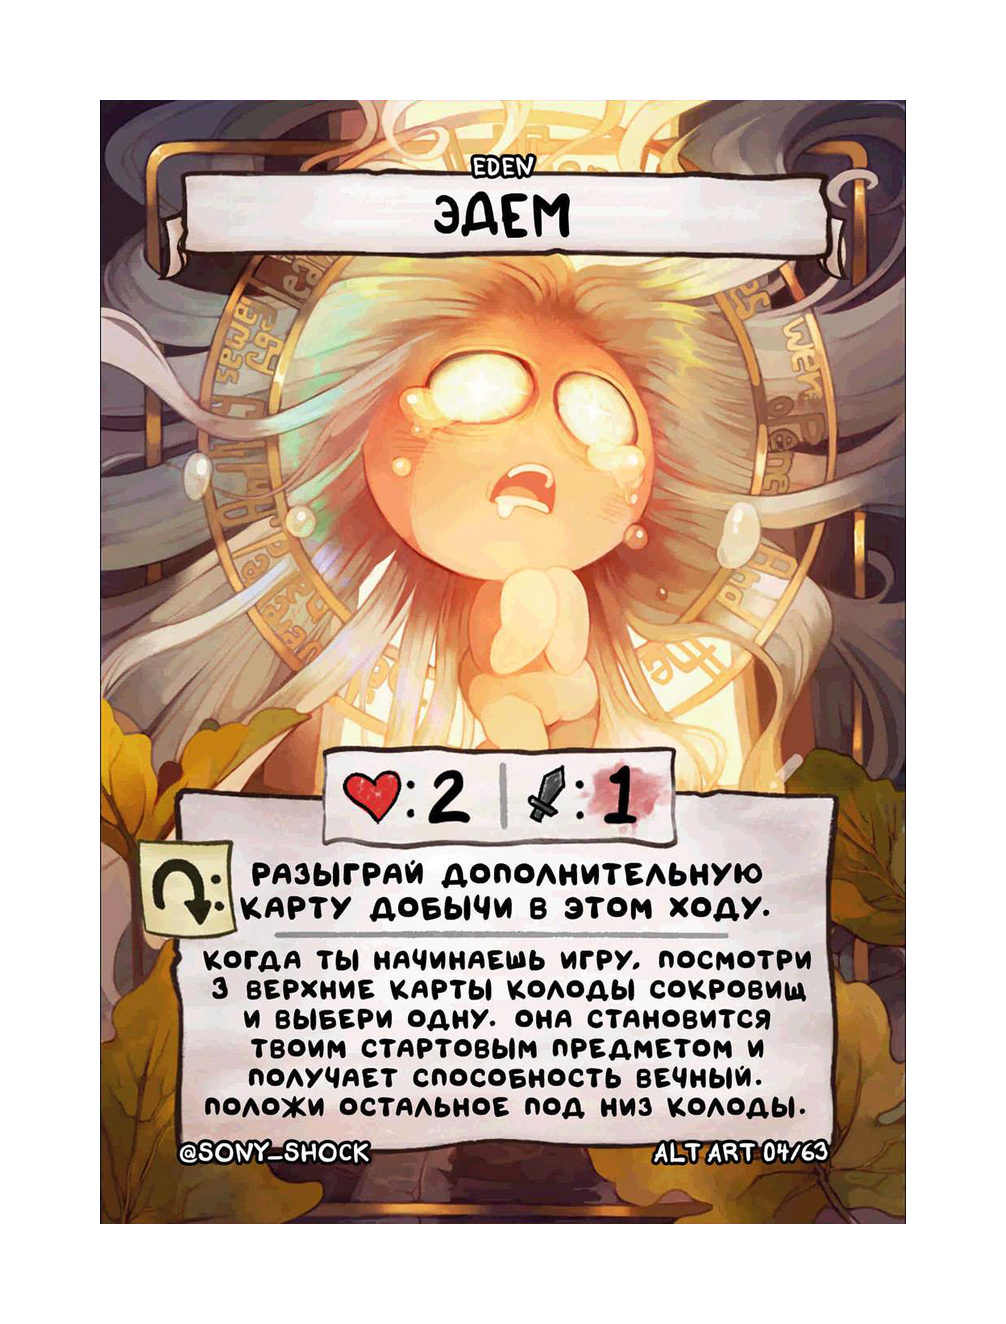 EDEN
ЭДЕМ
:2 | :1
РАЗЫГРАЙ ДОПОЛНИТЕЛЬНУЮ
КАРТУ ДОБЫЧИ В ЭТОМ ХОДУ.
КОГДА ТЫ НАЧИНАЕШЬ ИГРУ, ПОСМОТРИ
3 ВЕРХНИЕ КАРТЫ КОЛОДЫ СОКРОВИЩ
И ВЫБЕРИ ОДНУ. ОНА СТАНОВИТСЯ
ТВОИМ СТАРТОВЫМ ПРЕДМЕТОМ И
ПОЛУЧАЕТ СПОСОБНОСТЬ ВЕЧНЫЙ.
ПОЛОЖИ ОСТАЛЬНОЕ ПОД НИЗ КОЛОДЫ.
@SONY_SHOCK
ALT ART 04/63